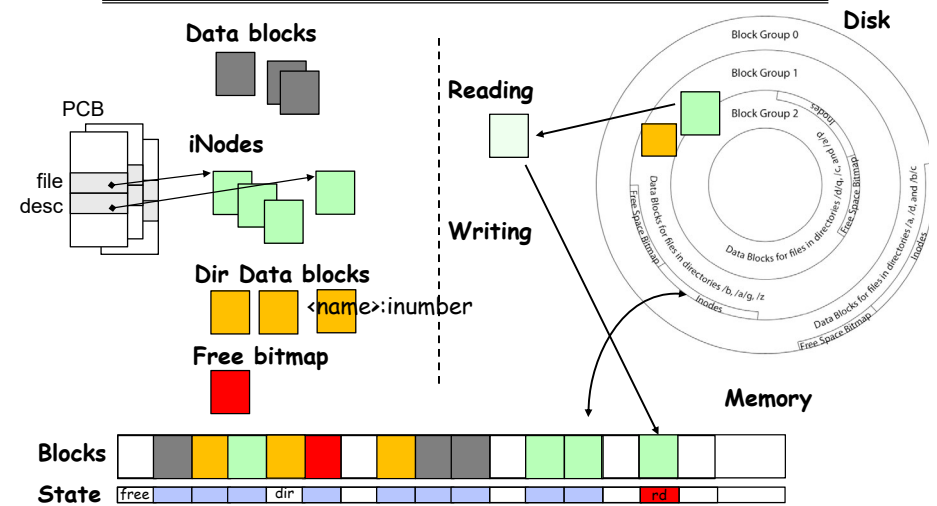 Disk
Data blocks
Block Group 0
Block Group 1
Reading
Block Group 2
PCB
Inodes
iNodes
file
desc
Data Blocks for files in directories /d/q, /c, and /a/p
Free Space Bitmap
Data Blocks for files in directories /b, /a/g, /z
Free Space Bitmap
Inodes
Data Blocks for files in directories /a, /d, and /b/c
Free Space Bitmap
Inodes
Writing
Dir Data blocks
<name>:inumber
Free bitmap
Memory
Blocks
State
free
dir
rd